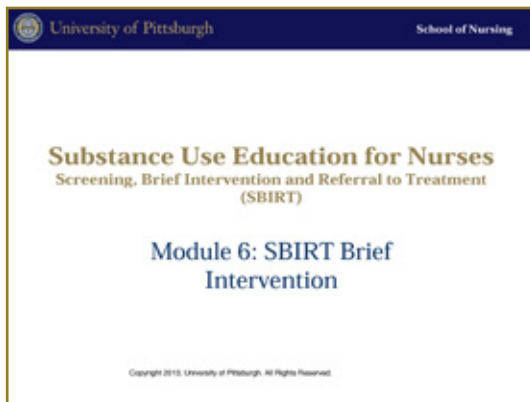 University of Pittsburgh School of Nursing
Substance Use Education for Nurses
Screening, Brief Intervention and Referral to Treatment
(SBIRT)
Module 6: SBIRT Brief
Intervention
Copyright 2013, University of Pittsburgh. All Rights Reserved.